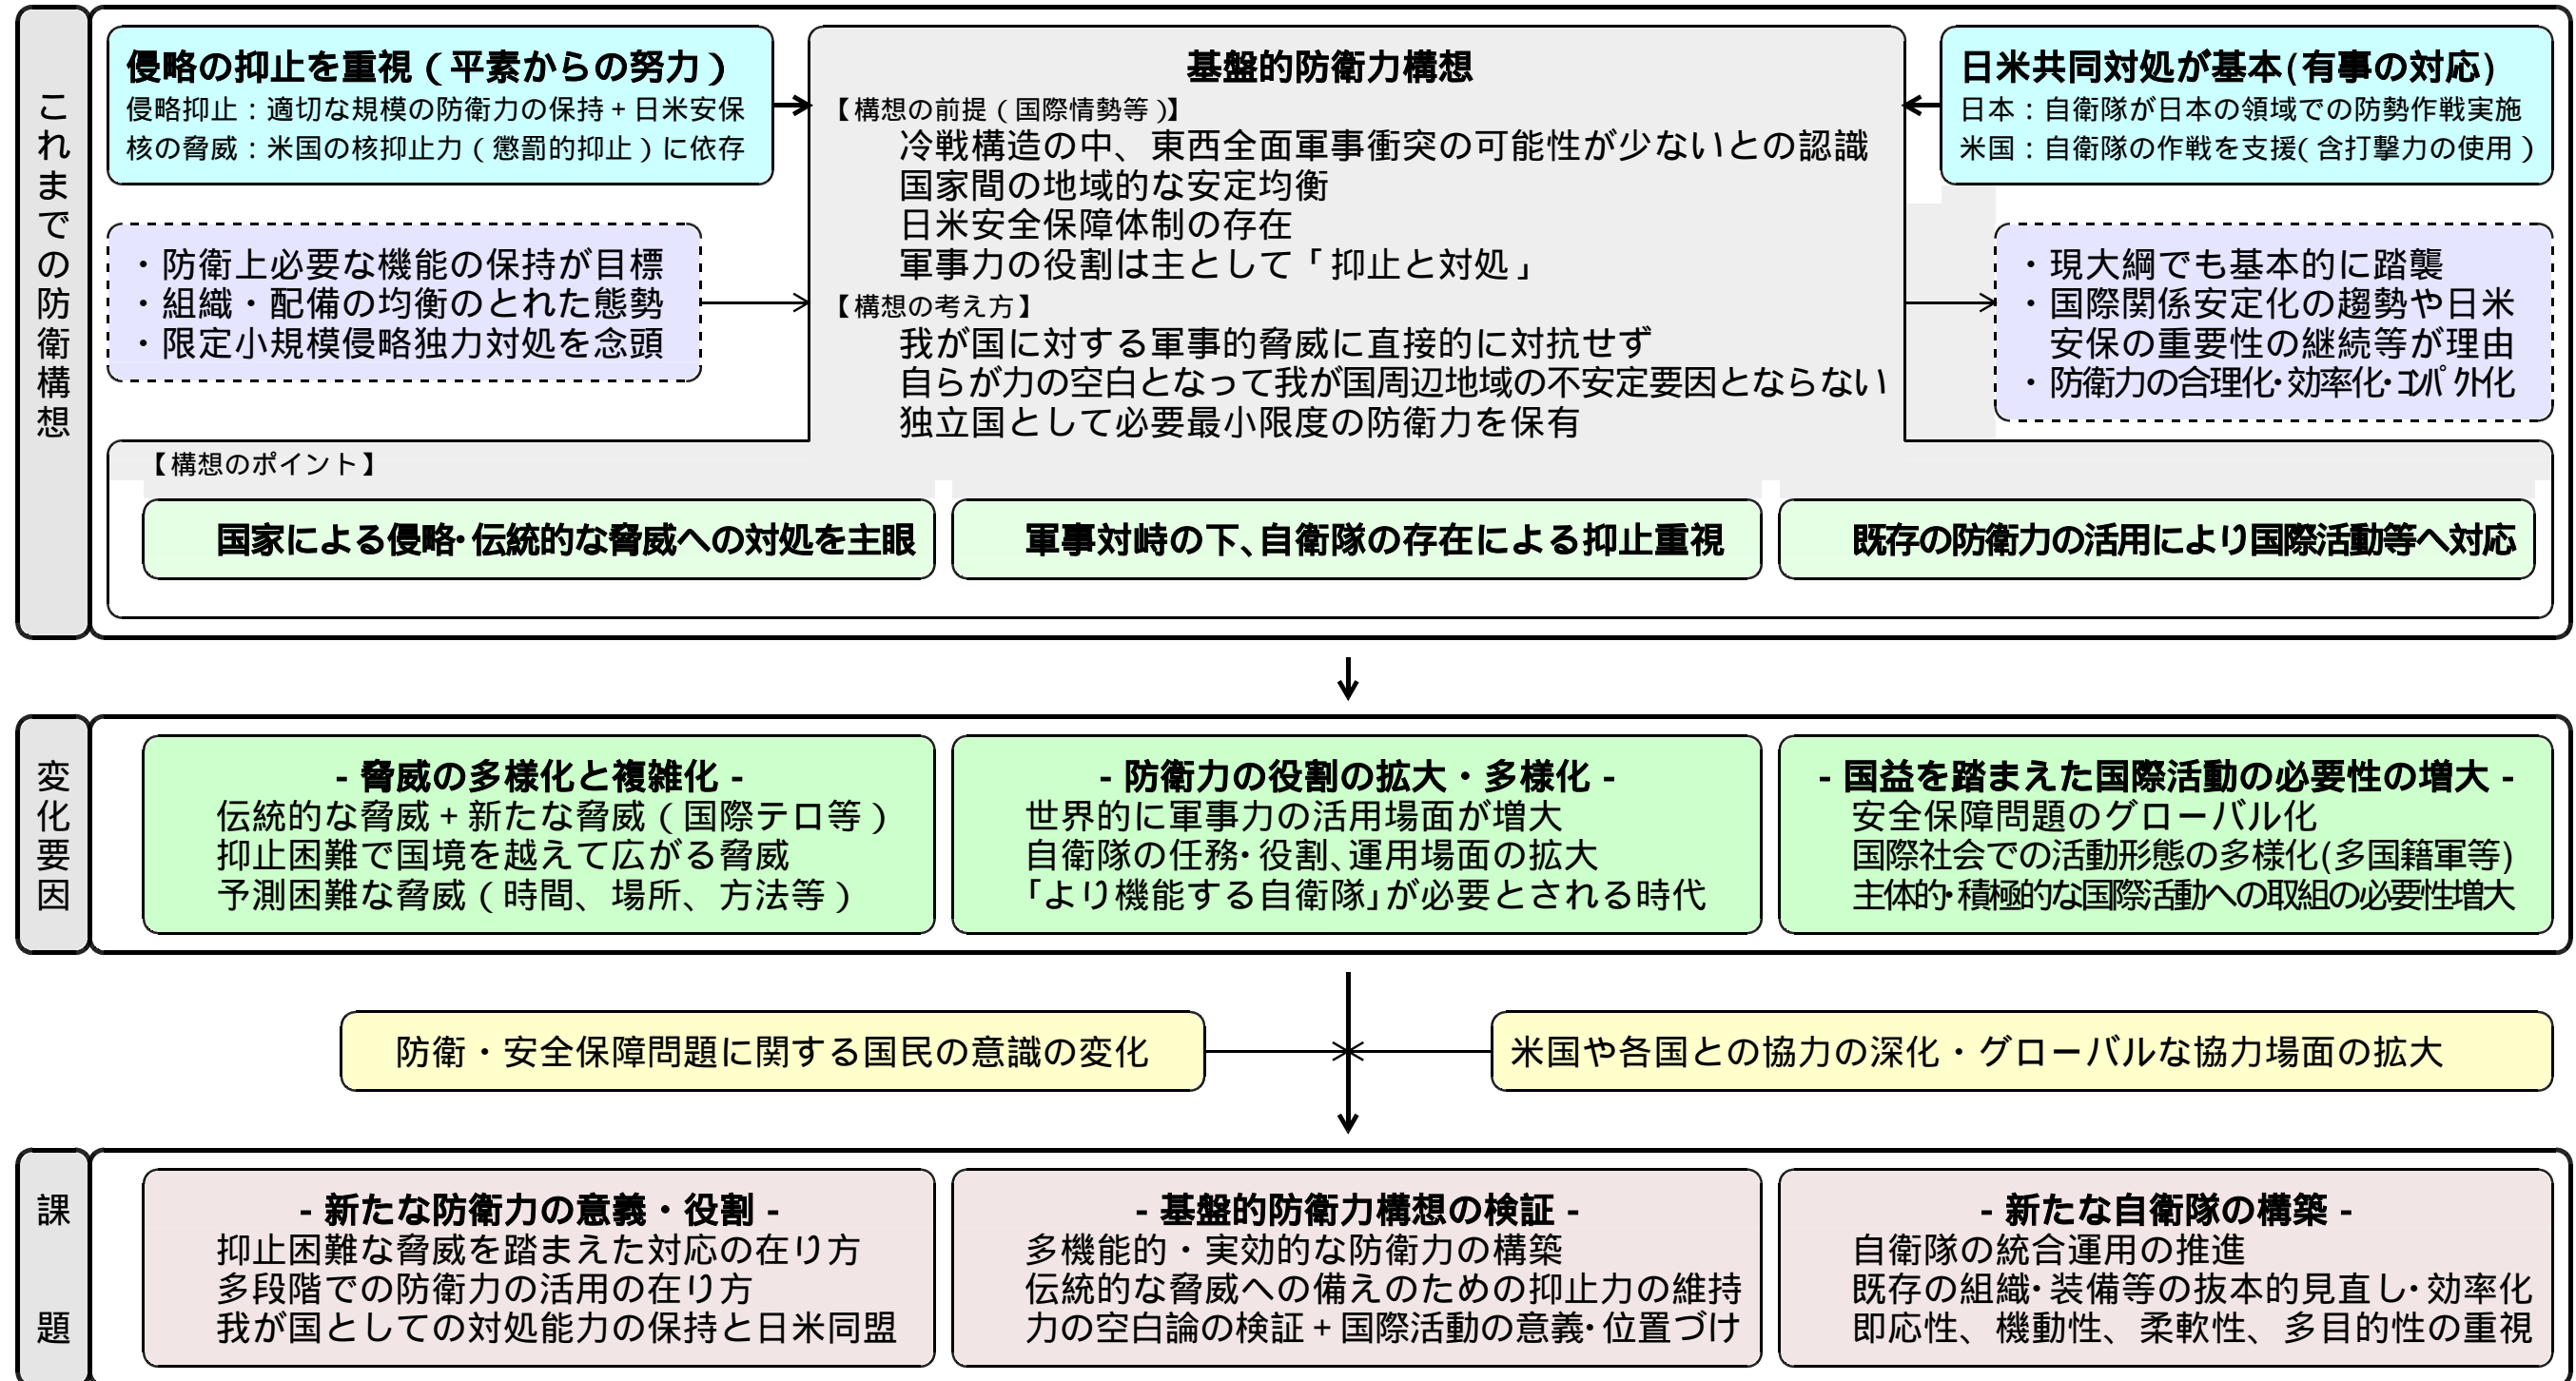 これまでの防衛構想
侵略の抑止を重視（平素からの努力）
侵略抑止：適切な規模の防衛力の保持＋日米安保
核の脅威：米国の核抑止力（懲罰的抑止）に依存
・防衛上必要な機能の保持が目標
・組織・配備の均衡のとれた態勢
・限定小規模侵略独力対処を念頭
基盤的防衛力構想
【構想の前提（国際情勢等）】
冷戦構造の中、東西全面軍事衝突の可能性が少ないとの認識
国家間の地域的な安定均衡
日米安全保障体制の存在
軍事力の役割は主として「抑止と対処」
【構想の考え方】
我が国に対する軍事的脅威に直接的に対抗せず
自らが力の空白となって我が国周辺地域の不安定要因とならない
独立国として必要最小限度の防衛力を保有
日米共同対処が基本(有事の対応)
日本：自衛隊が日本の領域での防勢作戦実施
米国：自衛隊の作戦を支援(含打撃力の使用)
・現大綱でも基本的に踏襲
・国際関係安定化の趨勢や日米
安保の重要性の継続等が理由
・防衛力の合理化・効率化・ｺﾝﾊﾟｸﾄ化
【構想のポイント】
国家による侵略・伝統的な脅威への対処を主眼
軍事対峙の下、自衛隊の存在による抑止重視
既存の防衛力の活用により国際活動等へ対応
変化要因
- 脅威の多様化と複雑化 -
伝統的な脅威＋新たな脅威（国際テロ等）
抑止困難で国境を越えて広がる脅威
予測困難な脅威（時間、場所、方法等）
- 防衛力の役割の拡大・多様化 -
世界的に軍事力の活用場面が増大
自衛隊の任務・役割、運用場面の拡大
「より機能する自衛隊」が必要とされる時代
- 国益を踏まえた国際活動の必要性の増大 -
安全保障問題のグローバル化
国際社会での活動形態の多様化(多国籍軍等)
主体的・積極的な国際活動への取組の必要性増大
防衛・安全保障問題に関する国民の意識の変化
米国や各国との協力の深化・グローバルな協力場面の拡大
課題
- 新たな防衛力の意義・役割 -
抑止困難な脅威を踏まえた対応の在り方
多段階での防衛力の活用の在り方
我が国としての対処能力の保持と日米同盟
- 基盤的防衛力構想の検証 -
多機能的・実効的な防衛力の構築
伝統的な脅威への備えのための抑止力の維持
力の空白論の検証＋国際活動の意義・位置づけ
- 新たな自衛隊の構築 -
自衛隊の統合運用の推進
既存の組織・装備等の抜本的見直し・効率化
即応性、機動性、柔軟性、多目的性の重視